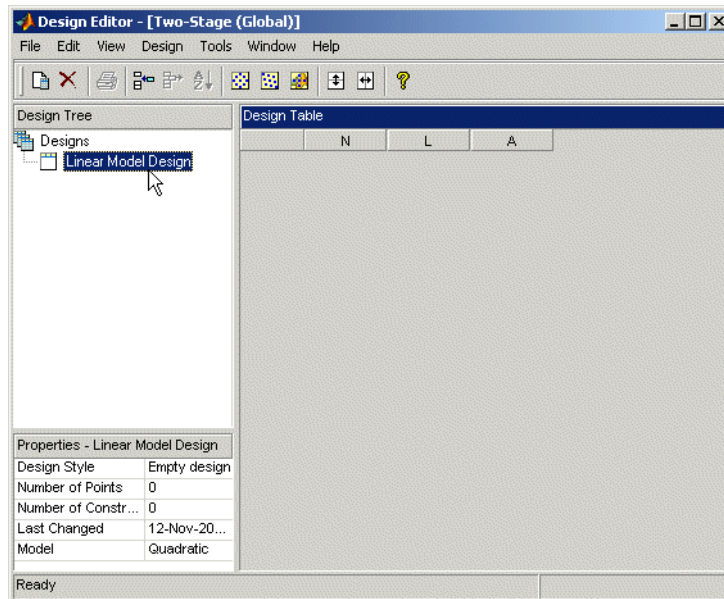 Design Editor - [Two-Stage (Global)]
File Edit View Design Tools Window Help
Design Tree
Design Table
Designs
Linear Model Design
N L A
Properties - Linear Model Design
Design Style Empty design
Number of Points 0
Number of Constr... 0
Last Changed 12-Nov-20...
Model Quadratic
Ready